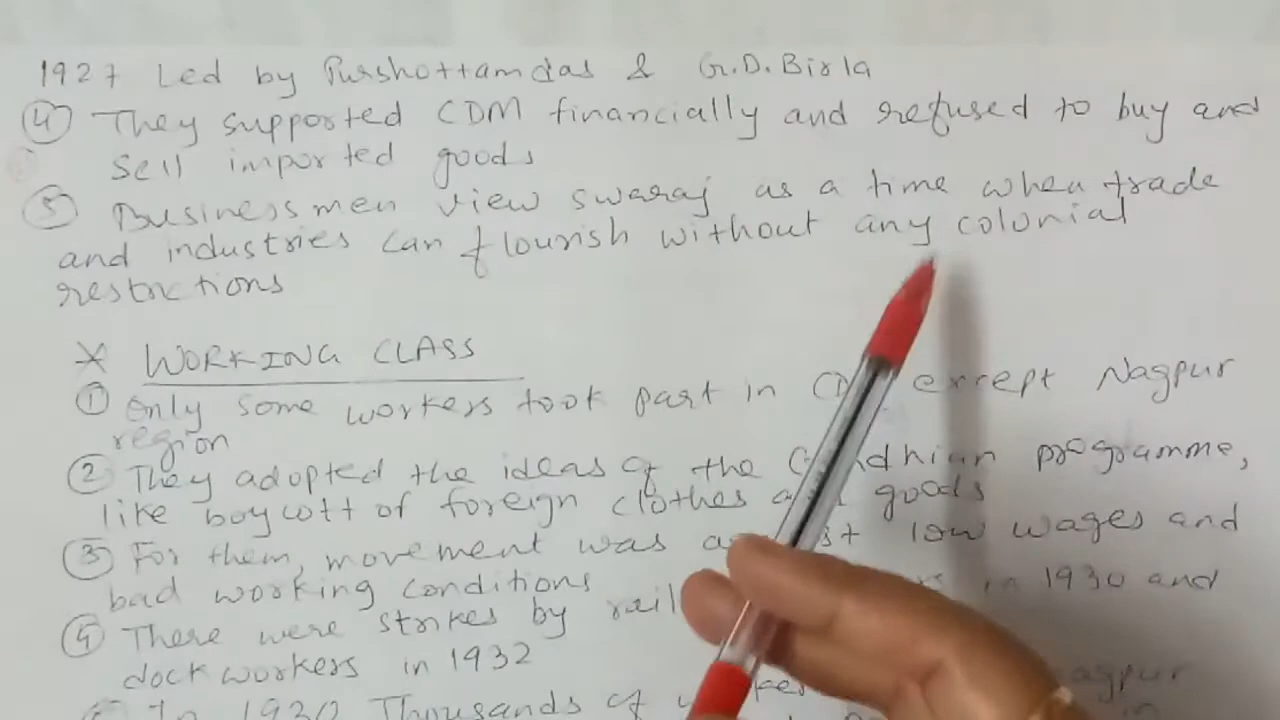 1927 Led by Purshottamdas & G.D. Birla
④ They supported CDM financially and refused to buy and
sell imported goods
⑤ Businessmen view swaraj as a time when trade
and industries can flourish without any colonial
restrictions
* WORKING CLASS
① Only some workers took part in except Nagpur
region
② They adopted the ideas of the programme,
like boycott of foreign clothes goods
③ For them, movement was low wages and
bad working conditions
④ There were strikes by in 1930 and
dock workers in 1932
In 1930 Thousands of